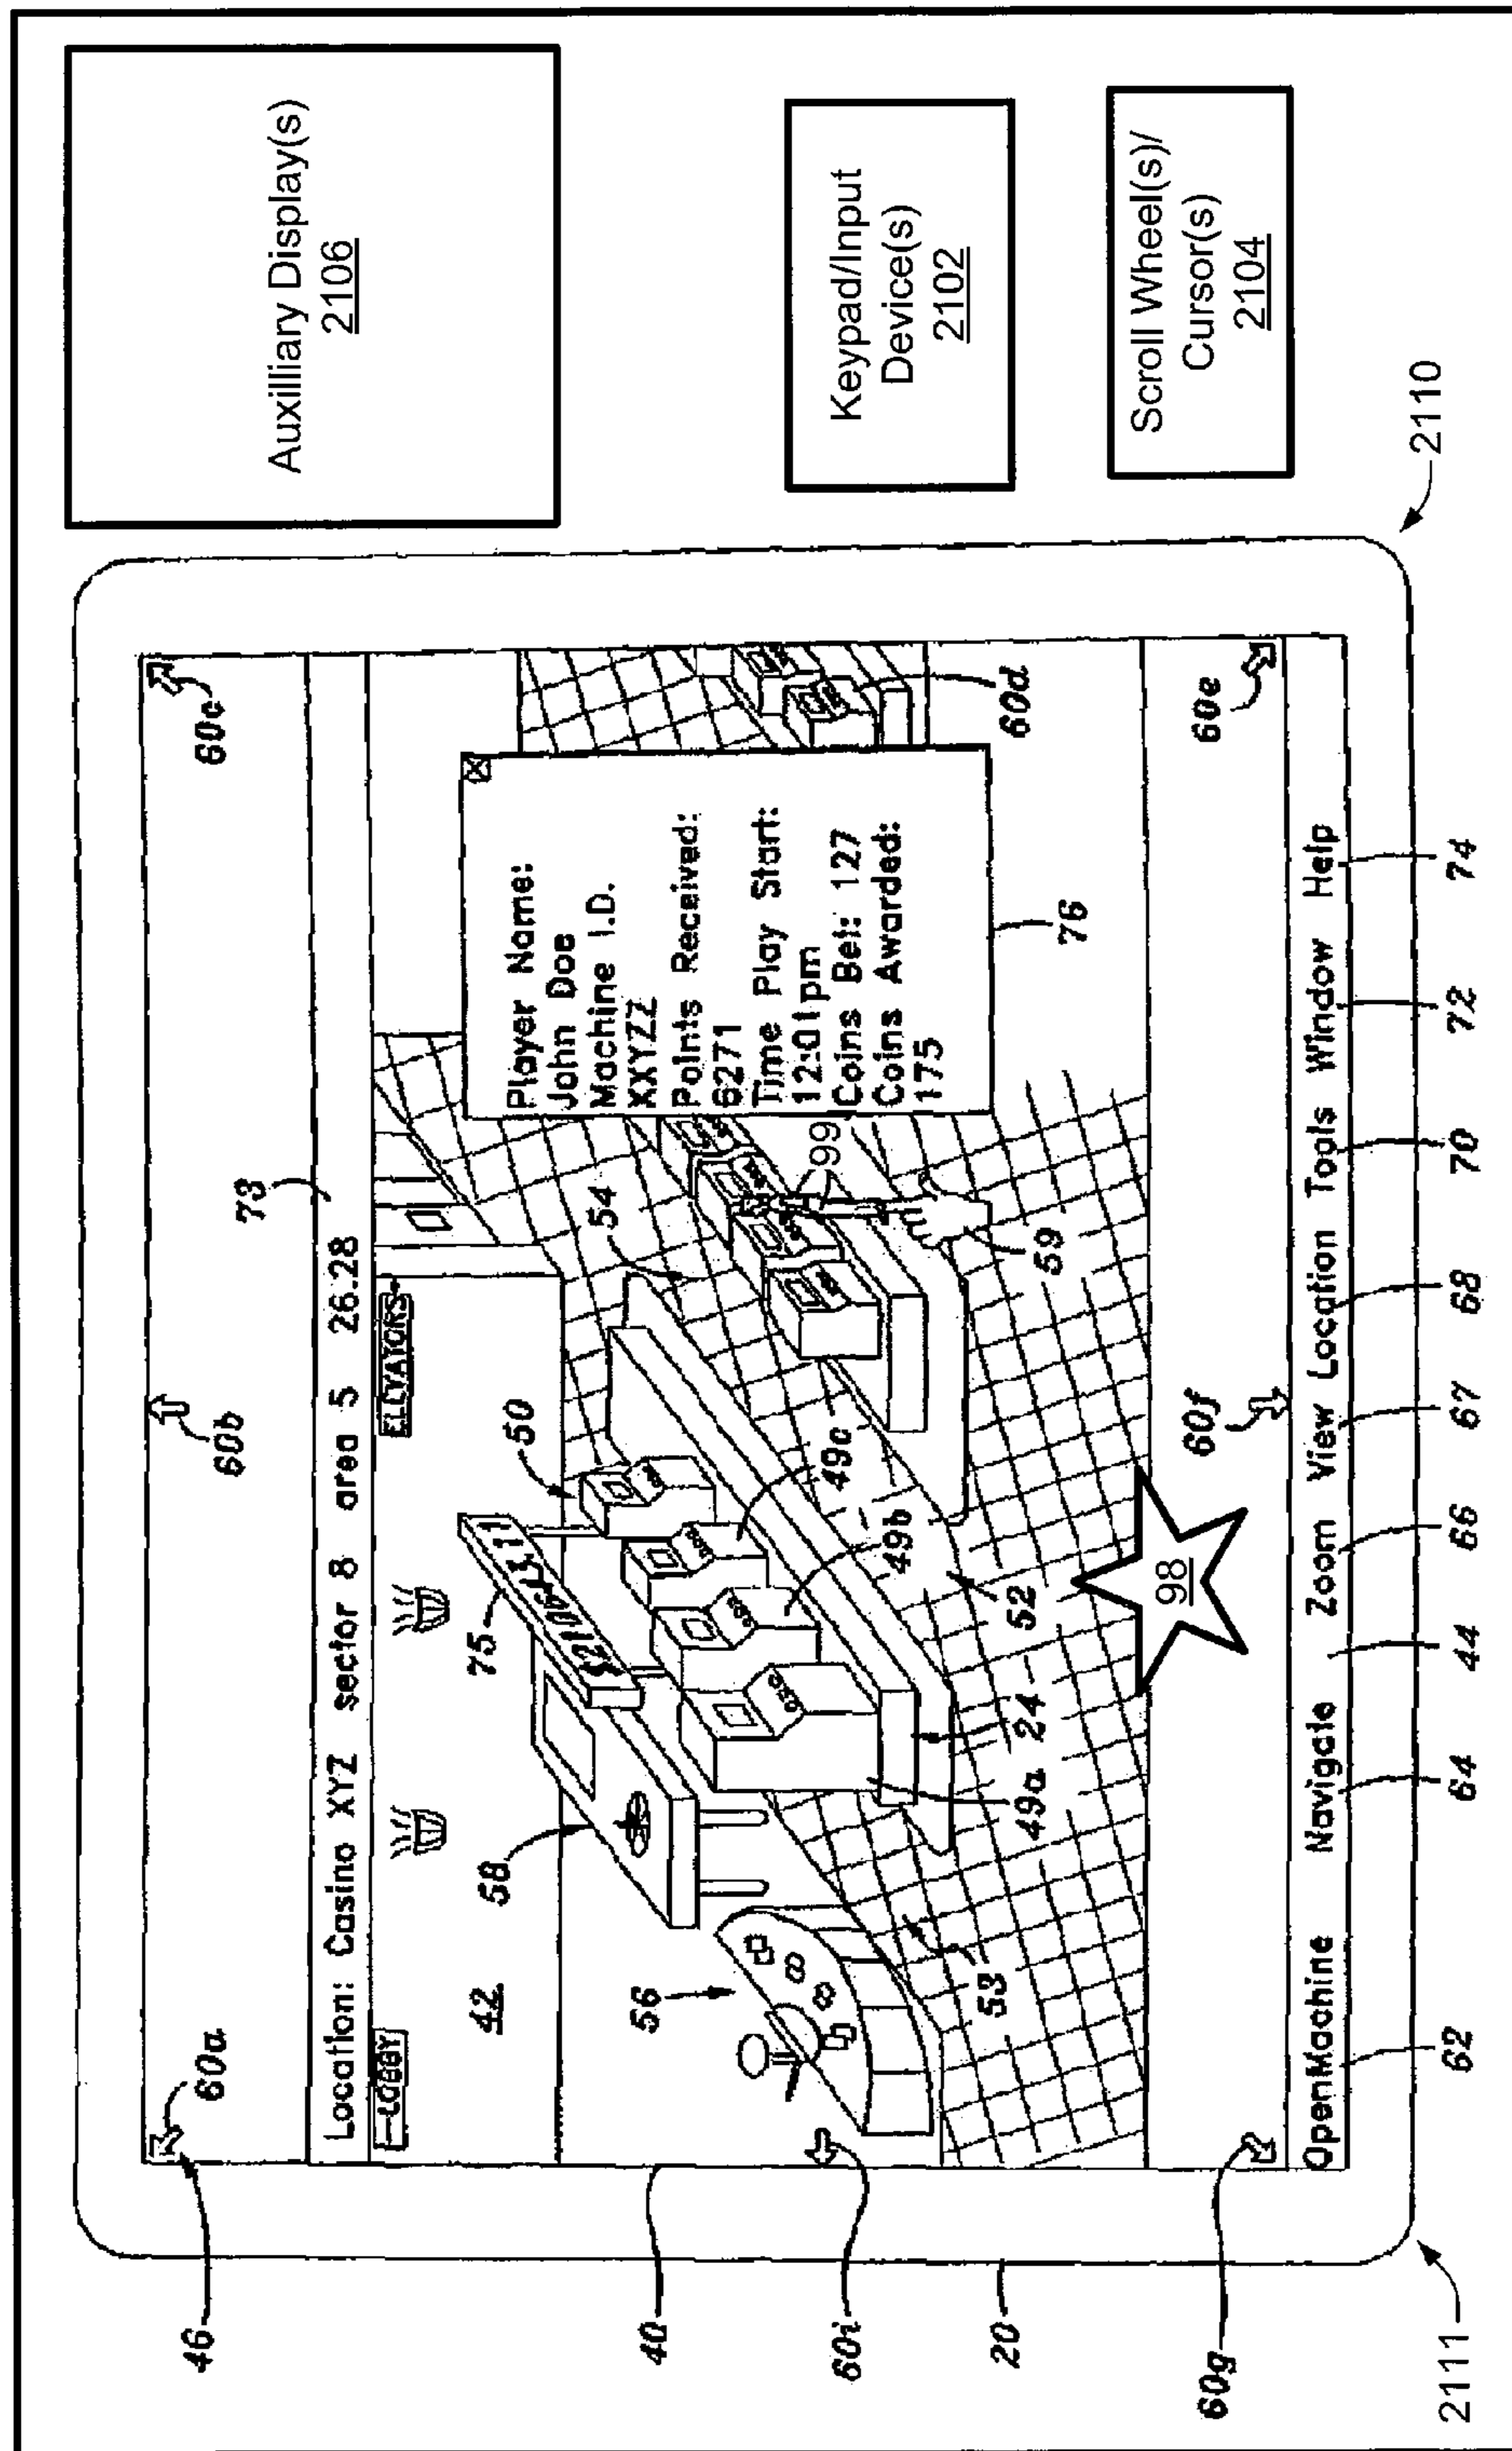 Auxilliary Display(s)
2106
Keypad/Input
Device(s)
2102
Scroll Wheel(s)/
Cursor(s)
2104
2110
2111
46
60a
60b
60c
73
Location: Casino XYZ sector 8 area 5 26.28
LOBBY
ELEVATORS
42
75
50
58
54
56
49c
49b
49a
24
52
53
59
99
Player Name:
John Doe
Machine I.D.
XXYZZ
Points Received:
6271
Time Play Start:
12:01pm
Coins Bet: 127
Coins Awarded:
175
76
60d
40
60i
20
98
60g
60f
60e
OpenMachine Navigate Zoom View Location Tools Window Help
62
64
44
66
67
68
70
72
74